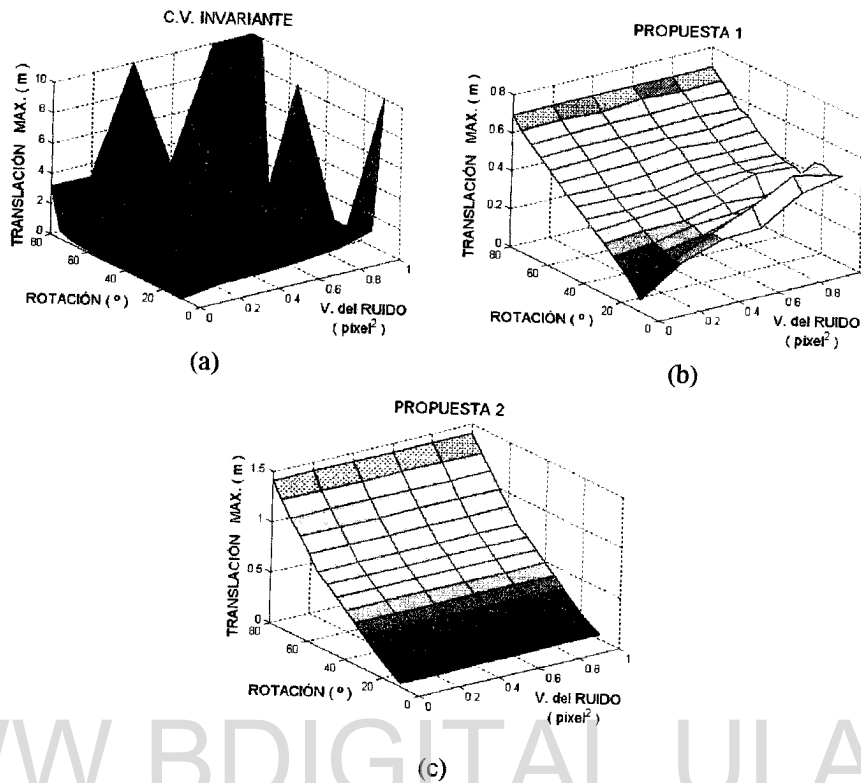 C.V. INVARIANTE
TRANSLACIÓN MAX. ( m )
10
8
6
4
2
0
80
60
40
20
0
ROTACIÓN ( º )
0
0.2
0.4
0.6
0.8
1
V. del RUIDO
( pixel²)
(a)
PROPUESTA 1
TRANSLACIÓN MAX. ( m )
0.8
0.6
0.4
0.2
0
80
60
40
20
0
ROTACIÓN ( º )
0
0.2
0.4
0.6
0.8
V. del RUIDO
( pixel²)
(b)
PROPUESTA 2
TRANSLACIÓN MAX. ( m )
1.5
1
0.5
0
80
60
40
20
0
ROTACIÓN ( º )
0
0.2
0.4
0.6
0.8
1
V. del RUIDO
( pixel²)
(c)
WW BDIGITAL ULA